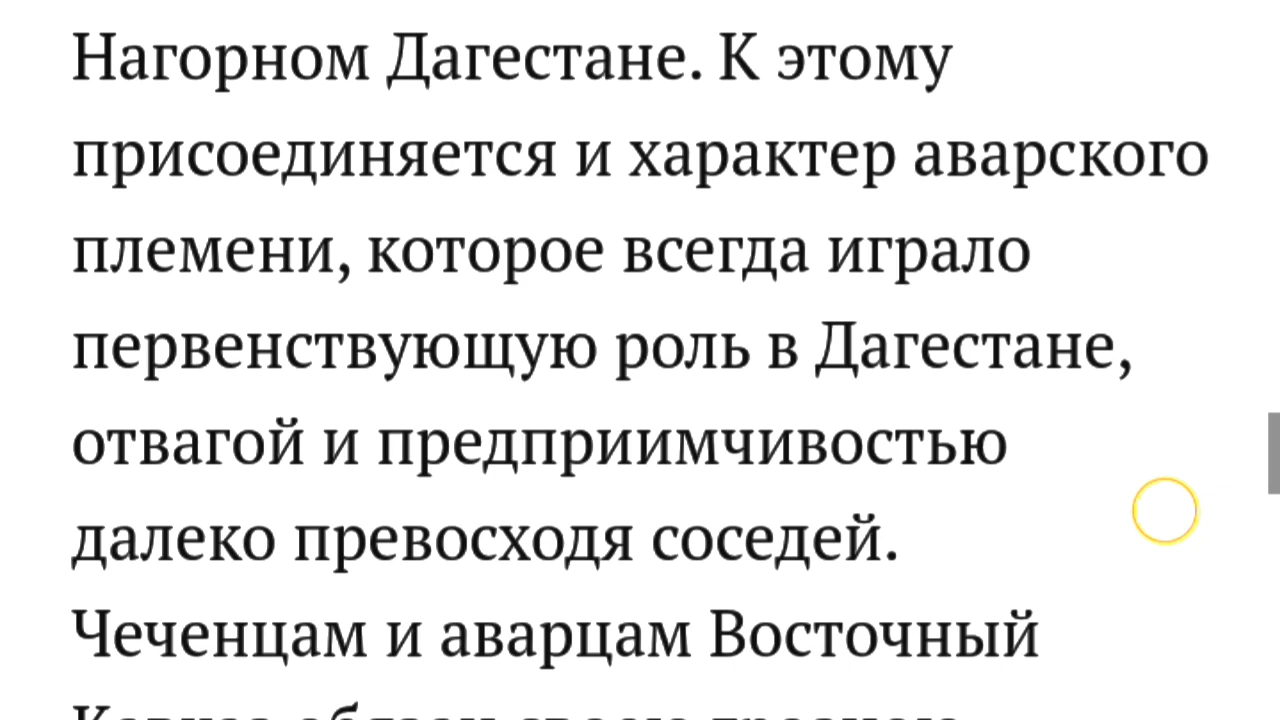 Нагорном Дагестане. К этому
присоединяется и характер аварского
племени, которое всегда играло
первенствующую роль в Дагестане,
отвагой и предприимчивостью
далеко превосходя соседей.
Чеченцам и аварцам Восточный